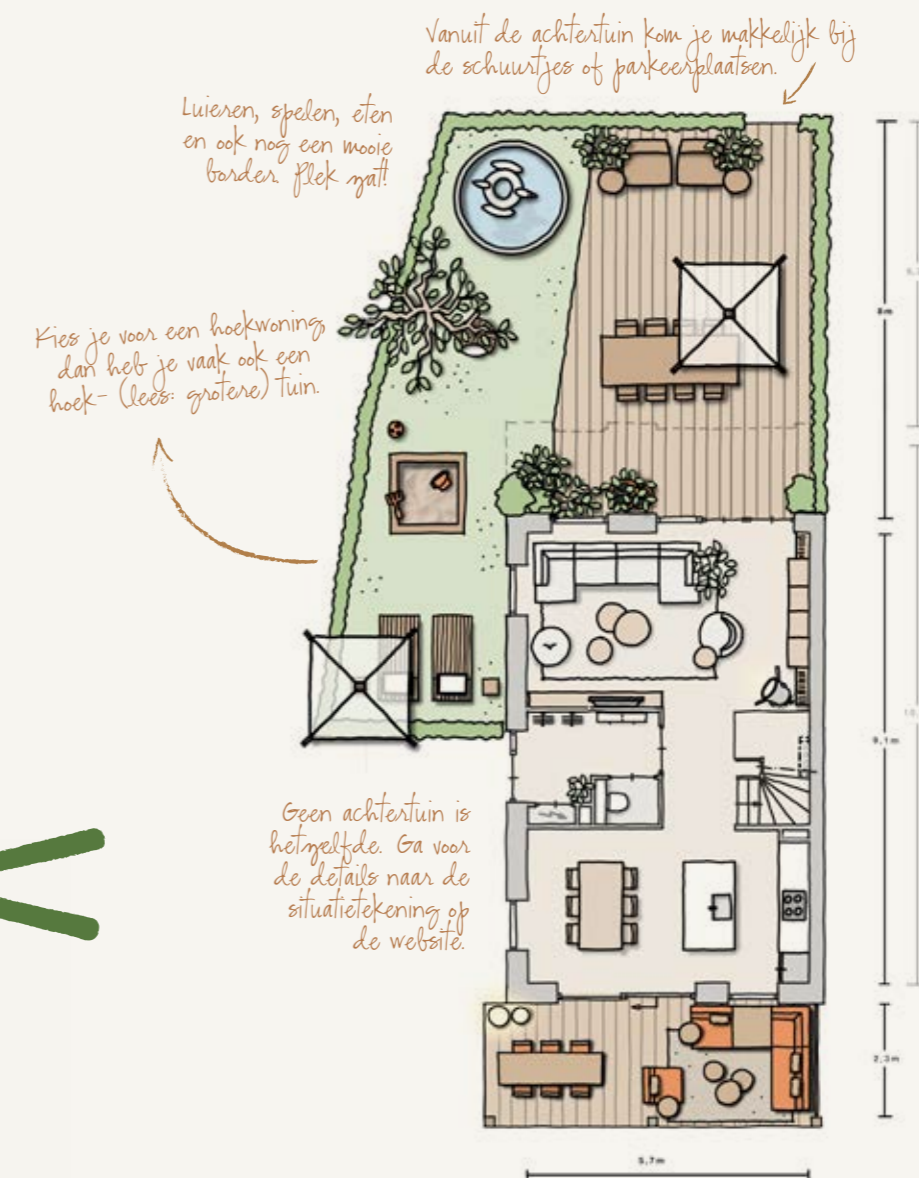 Vanuit de achtertuin kom je makkelijk bij
de schuurtjes of parkeerplaatsen.
Luieren, spelen, eten
en ook nog een mooie
border. Plek zat!
Kies je voor een hoekwoning,
dan heb je vaak ook een
hoek- (lees: grotere) tuin.
8m
9,1m
Geen achtertuin is
hetzelfde. Ga voor
de details naar de
situatietekening op
de website.
2,3m
5,7m